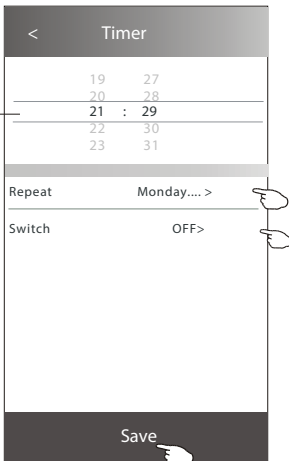 < Timer
19 27
20 28
21 : 29
22 30
23 31
Repeat Monday.... >
Switch OFF>
Save